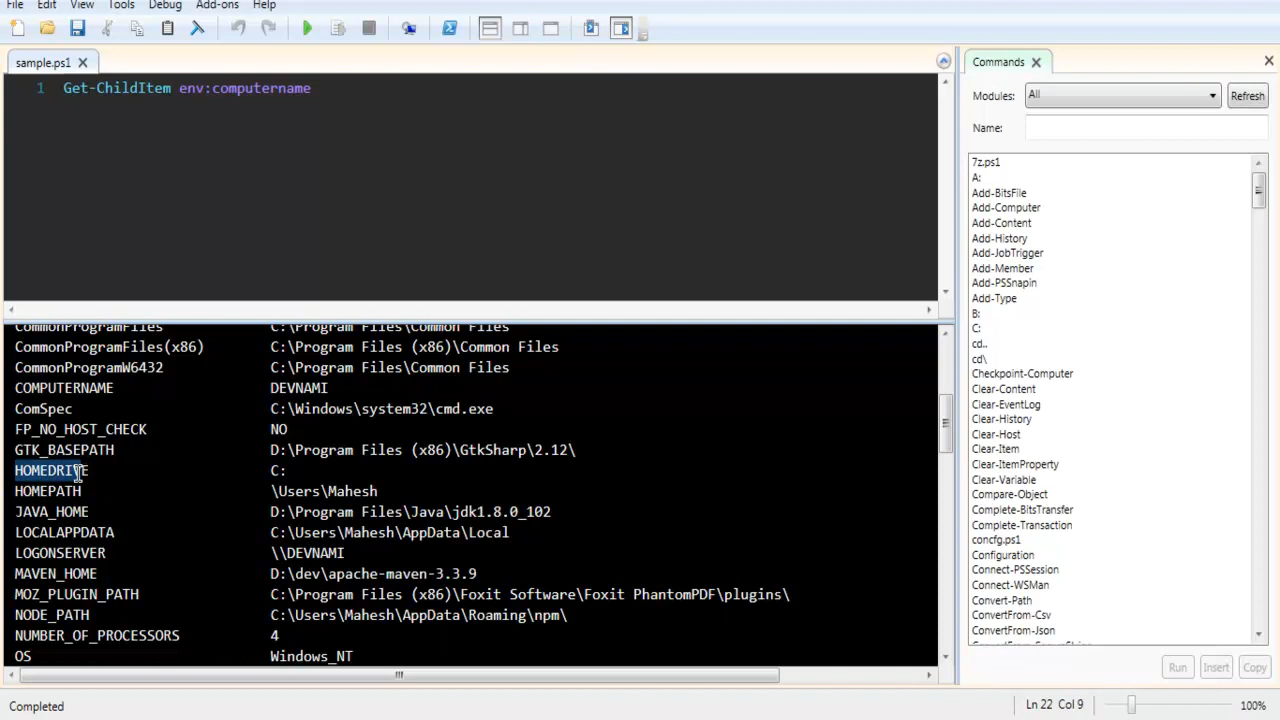 File Edit View Tools Debug Add-ons Help
sample.ps1
1 Get-ChildItem env:computername
CommonProgramFiles C:\Program Files\Common Files
CommonProgramFiles(x86) C:\Program Files (x86)\Common Files
CommonProgramW6432 C:\Program Files\Common Files
COMPUTERNAME DEVNAMI
ComSpec C:\Windows\system32\cmd.exe
FP_NO_HOST_CHECK NO
GTK_BASEPATH D:\Program Files (x86)\GtkSharp\2.12\
HOMEDRIVE C:
HOMEPATH \Users\Mahesh
JAVA_HOME D:\Program Files\Java\jdk1.8.0_102
LOCALAPPDATA C:\Users\Mahesh\AppData\Local
LOGONSERVER \\DEVNAMI
MAVEN_HOME D:\dev\apache-maven-3.3.9
MOZ_PLUGIN_PATH C:\Program Files (x86)\Foxit Software\Foxit PhantomPDF\plugins\
NODE_PATH C:\Users\Mahesh\AppData\Roaming\npm\
NUMBER_OF_PROCESSORS 4
OS Windows_NT
Commands
Modules: All Refresh
Name:
7z.ps1
A:
Add-BitsFile
Add-Computer
Add-Content
Add-History
Add-JobTrigger
Add-Member
Add-PSSnapin
Add-Type
B:
C:
cd..
cd\
Checkpoint-Computer
Clear-Content
Clear-EventLog
Clear-History
Clear-Host
Clear-Item
Clear-ItemProperty
Clear-Variable
Compare-Object
Complete-BitsTransfer
Complete-Transaction
concfg.ps1
Configuration
Connect-PSSession
Connect-WSMan
Convert-Path
ConvertFrom-Csv
ConvertFrom-Json
Run Insert Copy
Completed Ln 22 Col 9 100%